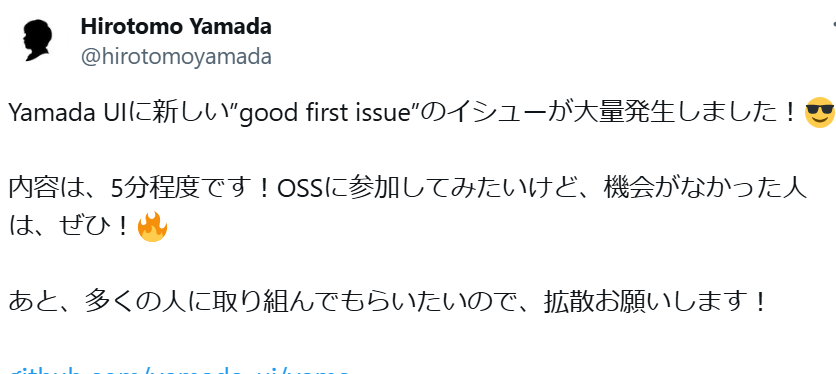 Hirotomo Yamada
@hirotomoyamada
Yamada UIに新しい”good first issue”のイシューが大量発生しました！😎
内容は、5分程度です！OSSに参加してみたいけど、機会がなかった人
は、ぜひ！🔥
あと、多くの人に取り組んでもらいたいので、拡散お願いします！